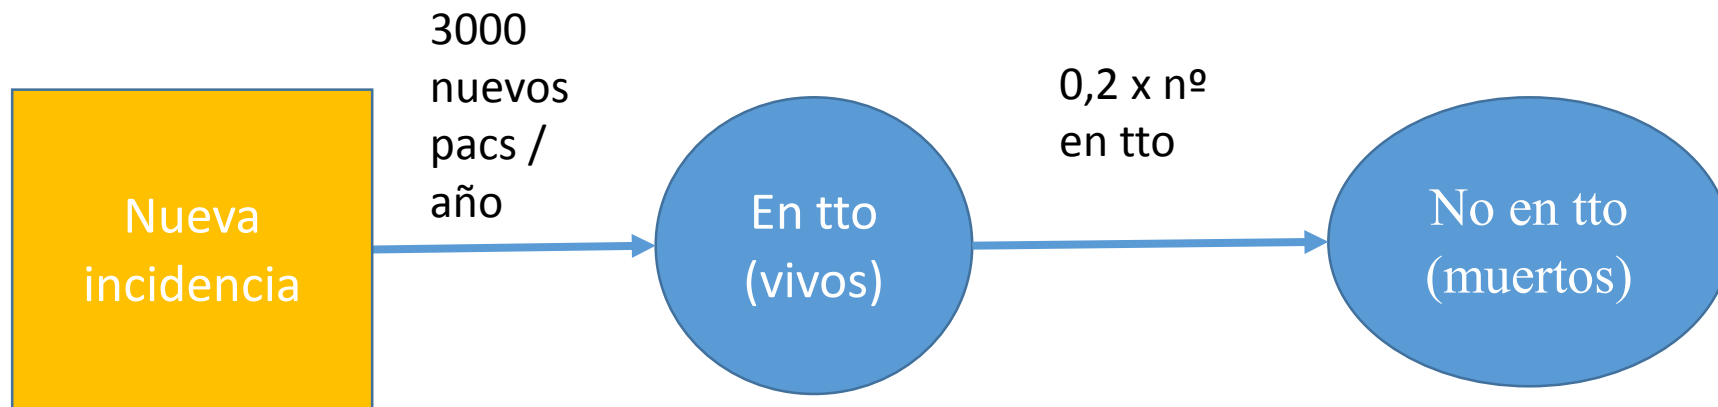 Nueva
incidencia
3000
nuevos
pacs /
año
En tto
(vivos)
0,2 x nº
en tto
No en tto
(muertos)